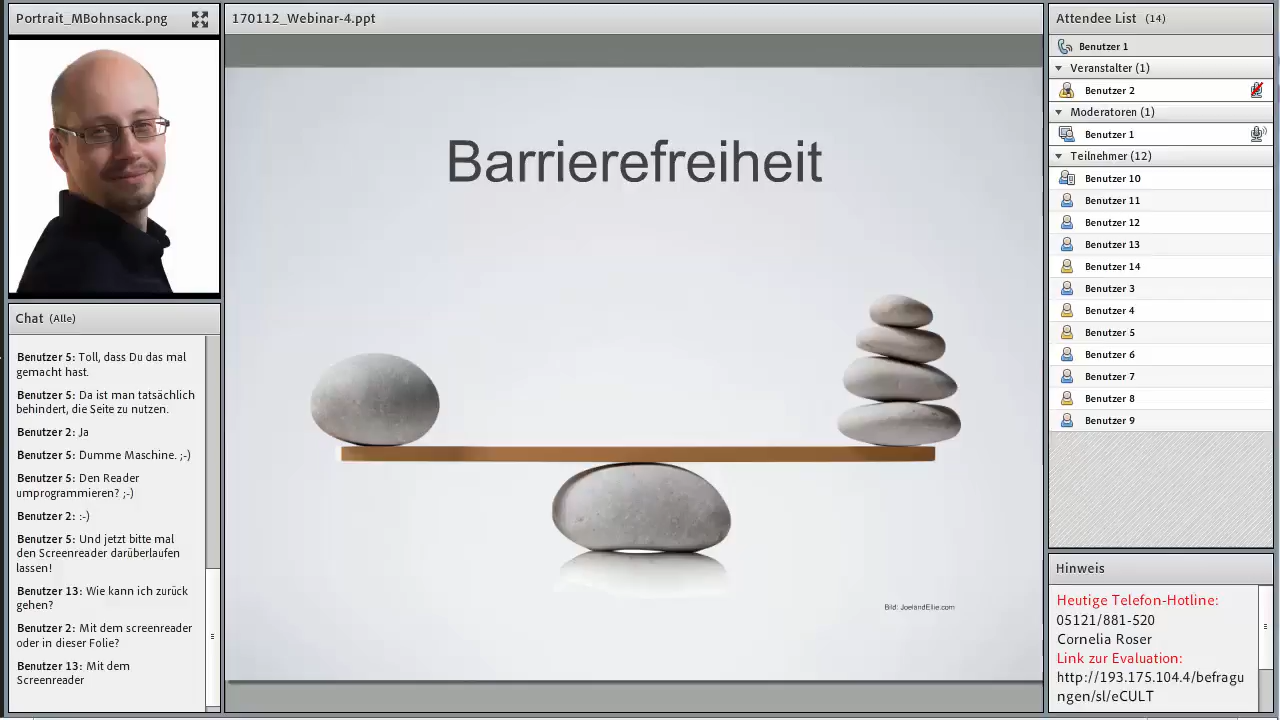 Portrait_MBohnsack.png
Chat (Alle)
Benutzer 5: Toll, dass Du das mal
gemacht hast.
Benutzer 5: Da ist man tatsächlich
behindert, die Seite zu nutzen.
Benutzer 2: Ja
Benutzer 5: Dumme Maschine. ;-)
Benutzer 5: Den Reader
umprogrammieren? ;-)
Benutzer 2: :-)
Benutzer 5: Und jetzt bitte mal
den Screenreader darüberlaufen
lassen!
Benutzer 13: Wie kann ich zurück
gehen?
Benutzer 2: Mit dem screenreader
oder in dieser Folie?
Benutzer 13: Mit dem
Screenreader
170112_Webinar-4.ppt
Barrierefreiheit
Bild: JoelandEllie.com
Attendee List (14)
Benutzer 1
Veranstalter (1)
Benutzer 2
Moderatoren (1)
Benutzer 1
Teilnehmer (12)
Benutzer 10
Benutzer 11
Benutzer 12
Benutzer 13
Benutzer 14
Benutzer 3
Benutzer 4
Benutzer 5
Benutzer 6
Benutzer 7
Benutzer 8
Benutzer 9
Hinweis
Heutige Telefon-Hotline:
05121/881-520
Cornelia Roser
Link zur Evaluation:
http://193.175.104.4/befragu
ngen/sl/eCULT